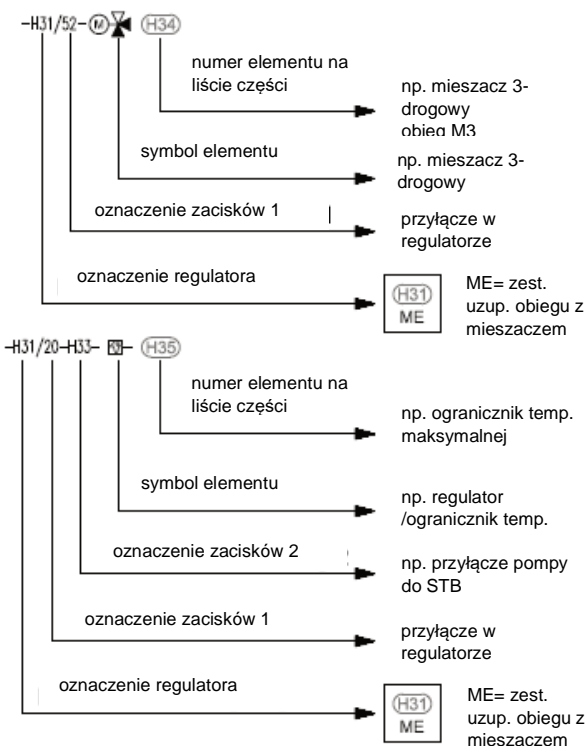 -H31/52-M (H34)
numer elementu na
liście części
np. mieszacz 3-
drogowy
obieg M3
symbol elementu
np. mieszacz 3-
drogowy
oznaczenie zacisków 1
przyłącze w
regulatorze
oznaczenie regulatora
H31
ME
ME= zest.
uzup. obiegu z
mieszaczem
-H31/20-H33- - H35
numer elementu na
liście części
np. ogranicznik temp.
maksymalnej
symbol elementu
np. regulator
/ogranicznik temp.
oznaczenie zacisków 2
np. przyłącze pompy
do STB
oznaczenie zacisków 1
przyłącze w
regulatorze
oznaczenie regulatora
H31
ME
ME= zest.
uzup. obiegu z
mieszaczem